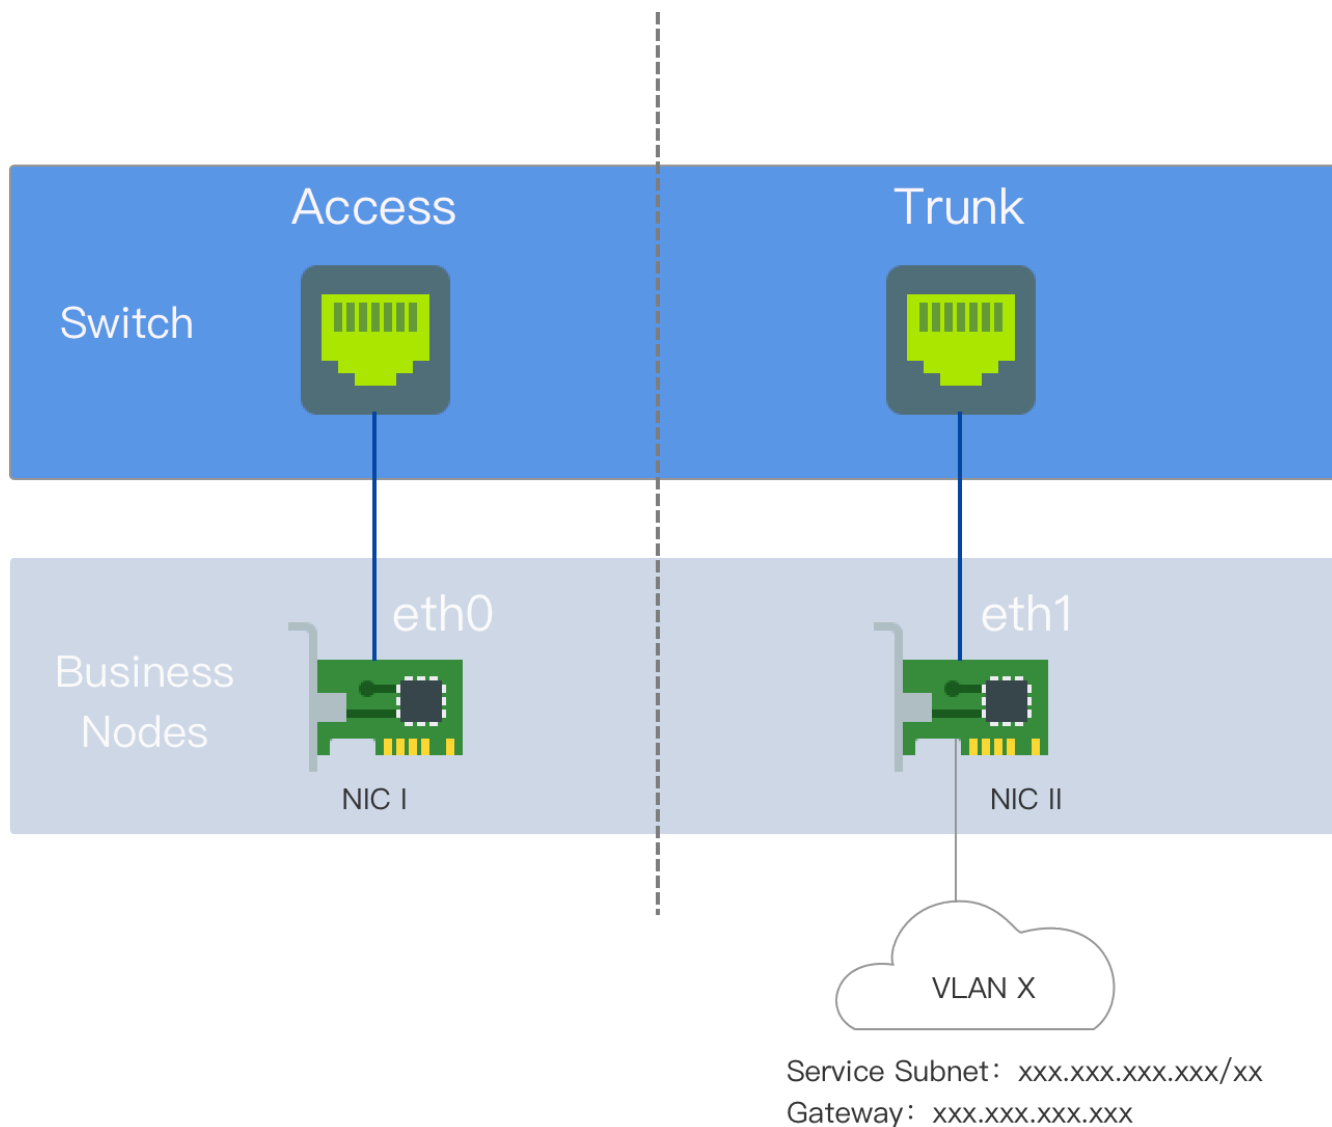 Access
Trunk
Switch
eth0
eth1
Business
Nodes
NIC I
NIC II
VLAN X
Service Subnet：xxx.xxx.xxx.xxx/xx
Gateway：xxx.xxx.xxx.xxx